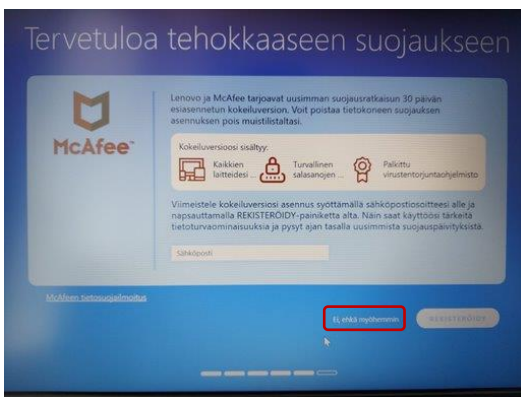 Tervetuloa tehokkaaseen suojaukseen
McAfee™
Lenovo ja McAfee tarjoavat uusimman suojausratkaisun 30 päivän
esiasennetun kokeiluversion. Voit poistaa tietokoneen suojauksen
asennuksen pois muistilistaltasi.
Kokeiluversioosi sisältyy:
Kaikkien
laitteidesi ...
Turvallinen
salasanojen ...
Palkittu
virustentorjuntaohjelmisto
Viimeistele kokeiluversiosi asennus syöttämällä sähköpostiosoitteesi alle ja
napsauttamalla REKISTERÖIDY-painiketta alta. Näin saat käyttöösi tärkeitä
tietoturvaominaisuuksia ja pysyt ajan tasalla uusimmista suojauspäivityksistä.
Sähköposti
McAfeen tietosuojailmoitus
Ei, ehkä myöhemmin
REKISTERÖIDY